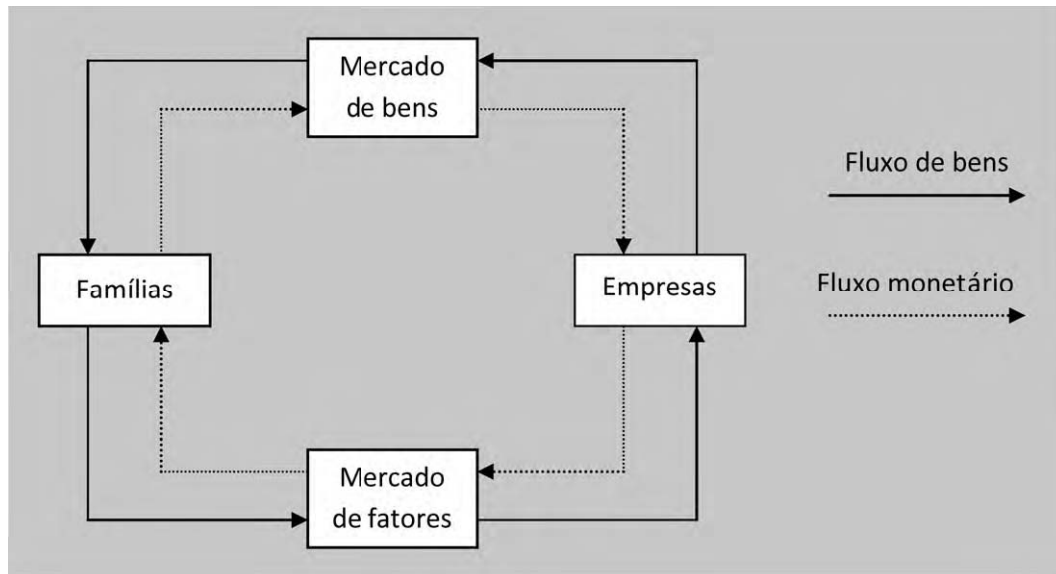 Mercado
de bens
Fluxo de bens
Famílias
Empresas
Fluxo monetário
Mercado
de fatores